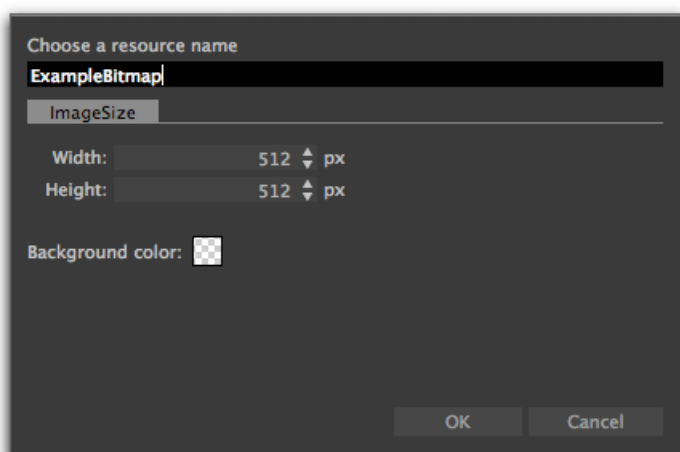 Choose a resource name
ExampleBitmap
ImageSize
Width: 512 px
Height: 512 px
Background color:
OK Cancel